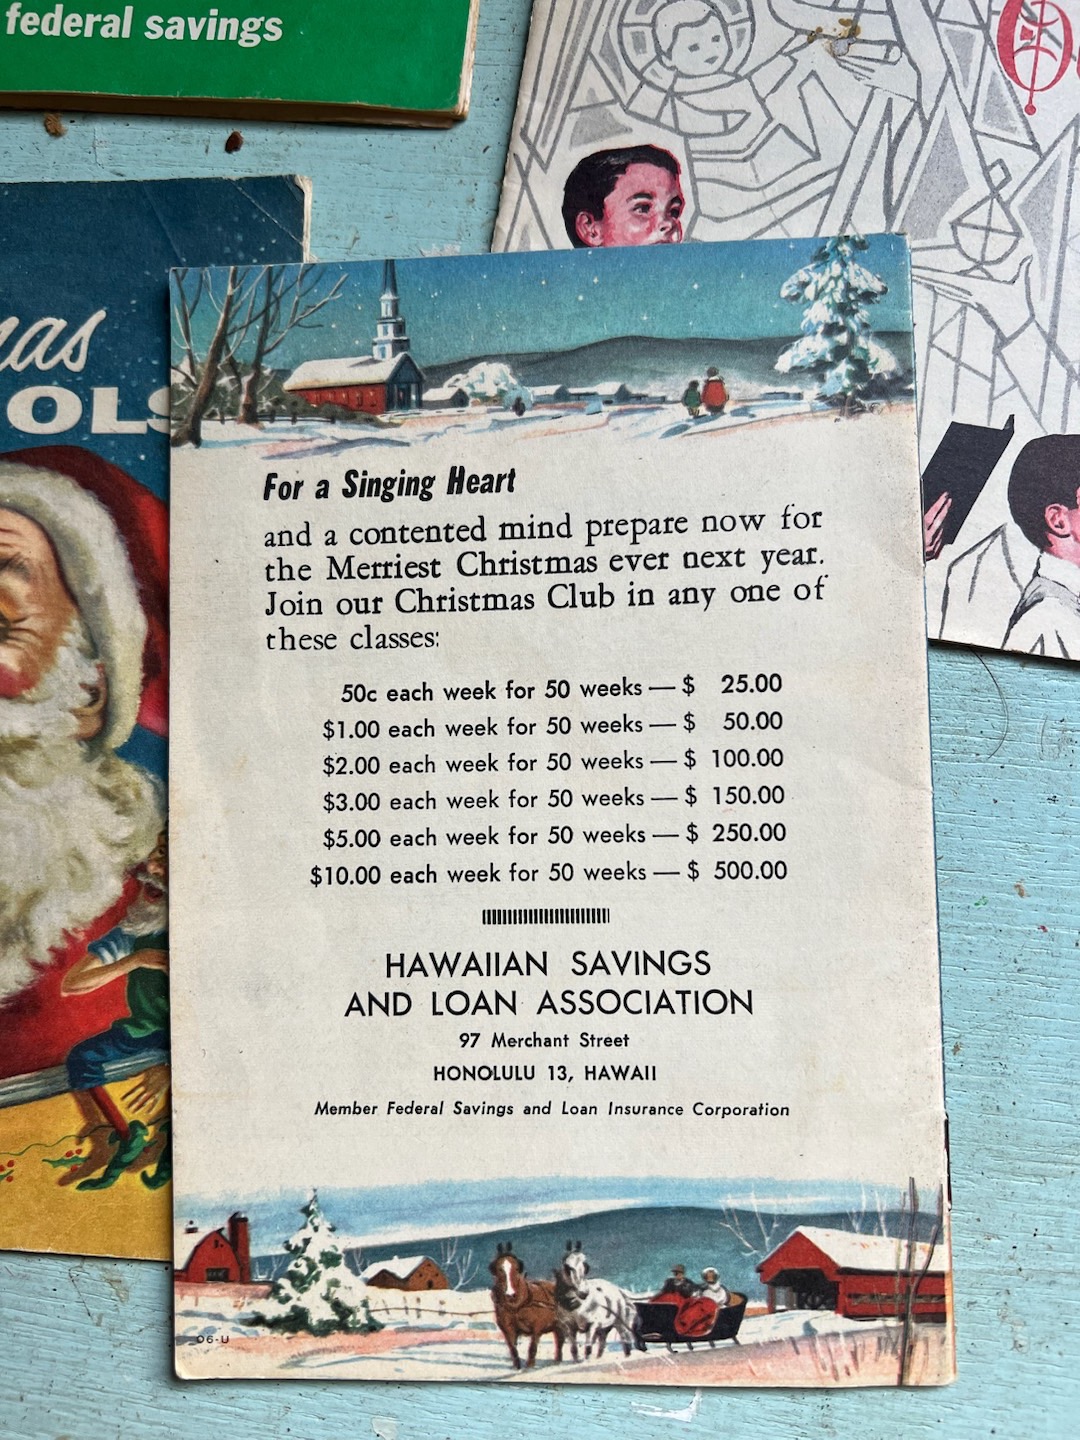 federal savings
OLS
For a Singing Heart
and a contented mind prepare now for
the Merriest Christmas ever next year.
Join our Christmas Club in any one of
these classes:
50c each week for 50 weeks — $ 25.00
$1.00 each week for 50 weeks — $ 50.00
$2.00 each week for 50 weeks — $ 100.00
$3.00 each week for 50 weeks — $ 150.00
$5.00 each week for 50 weeks — $ 250.00
$10.00 each week for 50 weeks — $ 500.00
HAWAIIAN SAVINGS
AND LOAN ASSOCIATION
97 Merchant Street
HONOLULU 13, HAWAII
Member Federal Savings and Loan Insurance Corporation
06-U